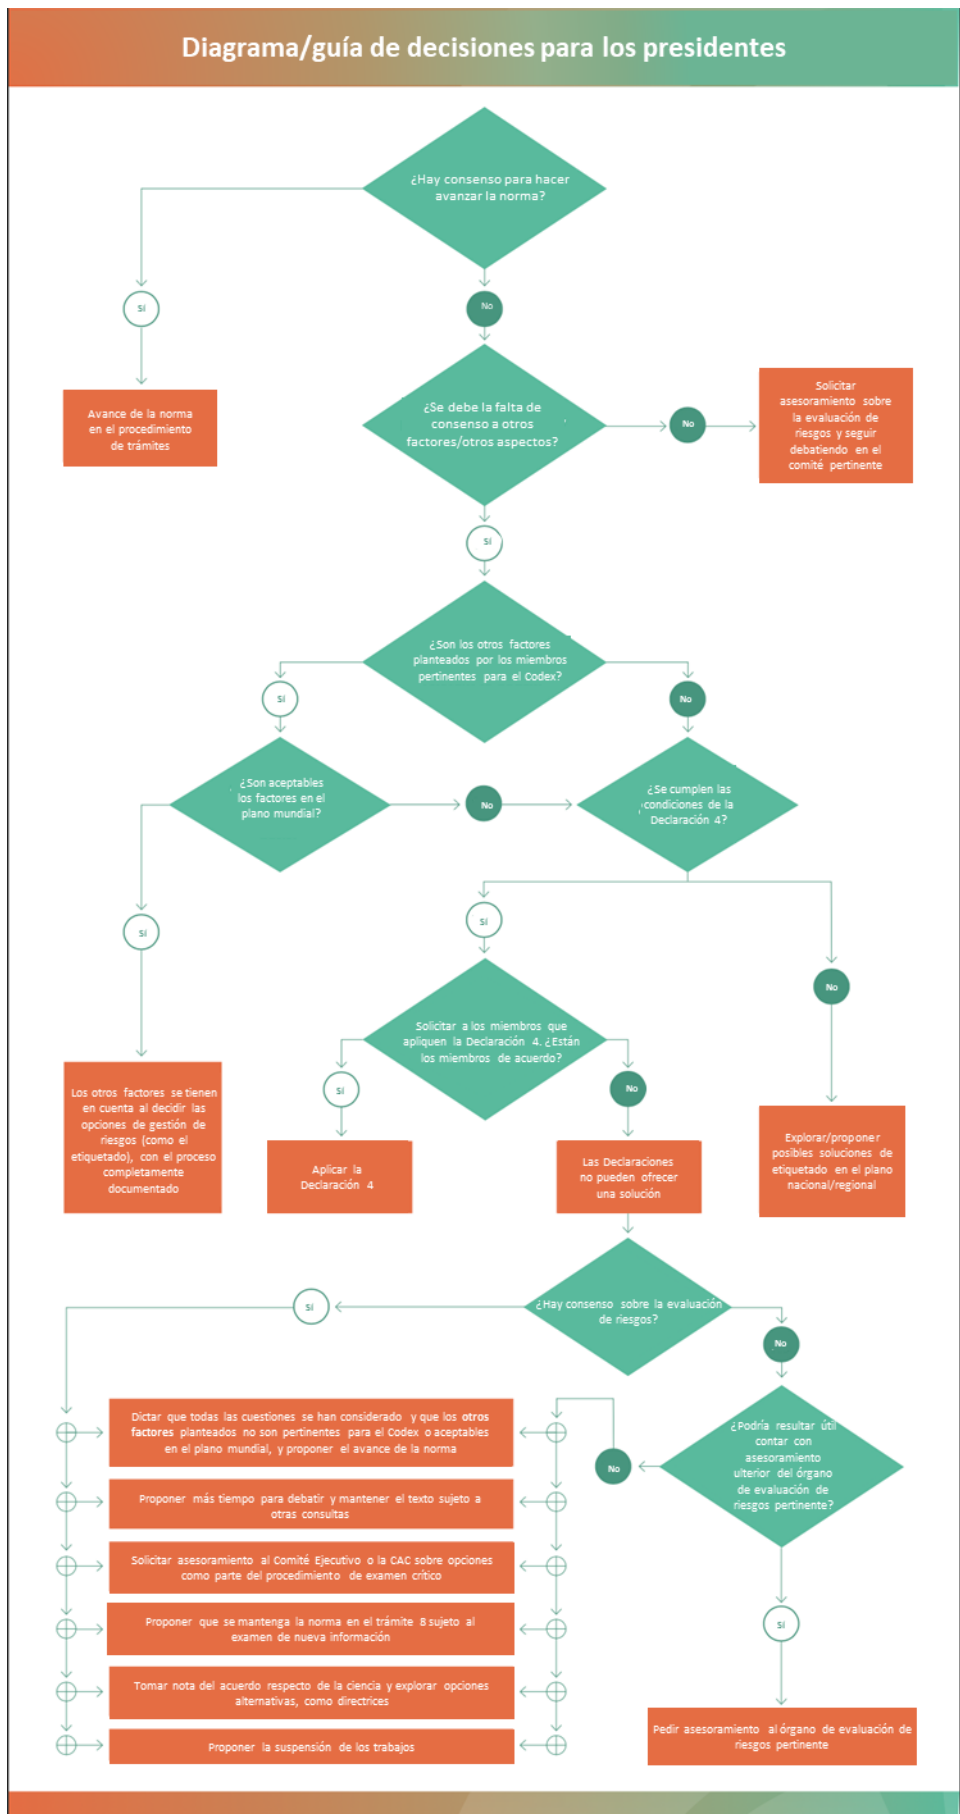 Diagrama/guía de decisiones para los presidentes
¿Hay consenso para hacer
avanzar la norma?
Sí
No
Avance de la norma
en el procedimiento
de trámites
¿Se debe la falta de
consenso a otros
factores/otros aspectos?
No
Solicitar
asesoramiento sobre
la evaluación de
riesgos y seguir
debatiendo en el
comité pertinente
Sí
¿Son los otros factores
planteados por los miembros
pertinentes para el Codex?
Sí
No
¿Son aceptables
los factores en el
plano mundial?
No
¿Se cumplen las
condiciones de la
Declaración 4?
Sí
Sí
No
Solicitar a los miembros que
apliquen la Declaración 4. ¿Están
los miembros de acuerdo?
Sí
No
Los otros factores se tienen
en cuenta al decidir las
opciones de gestión de
riesgos (como el
etiquetado), con el proceso
completamente
documentado
Aplicar la
Declaración 4
Las Declaraciones
no pueden ofrecer
una solución
Explorar/proponer
posibles soluciones de
etiquetado en el plano
nacional/regional
¿Hay consenso sobre la evaluación
de riesgos?
Sí
No
Dictar que todas las cuestiones se han considerado y que los otros
factores planteados no son pertinentes para el Codex o aceptables
en el plano mundial, y proponer el avance de la norma
¿Podría resultar útil
contar con
asesoramiento
ulterior del órgano
de evaluación de
riesgos pertinente?
No
Proponer más tiempo para debatir y mantener el texto sujeto a
otras consultas
Solicitar asesoramiento al Comité Ejecutivo o la CAC sobre opciones
como parte del procedimiento de examen crítico
Proponer que se mantenga la norma en el trámite 8 sujeto al
examen de nueva información
Sí
Tomar nota del acuerdo respecto de la ciencia y explorar opciones
alternativas, como directrices
Proponer la suspensión de los trabajos
Pedir asesoramiento al órgano de evaluación de
riesgos pertinente